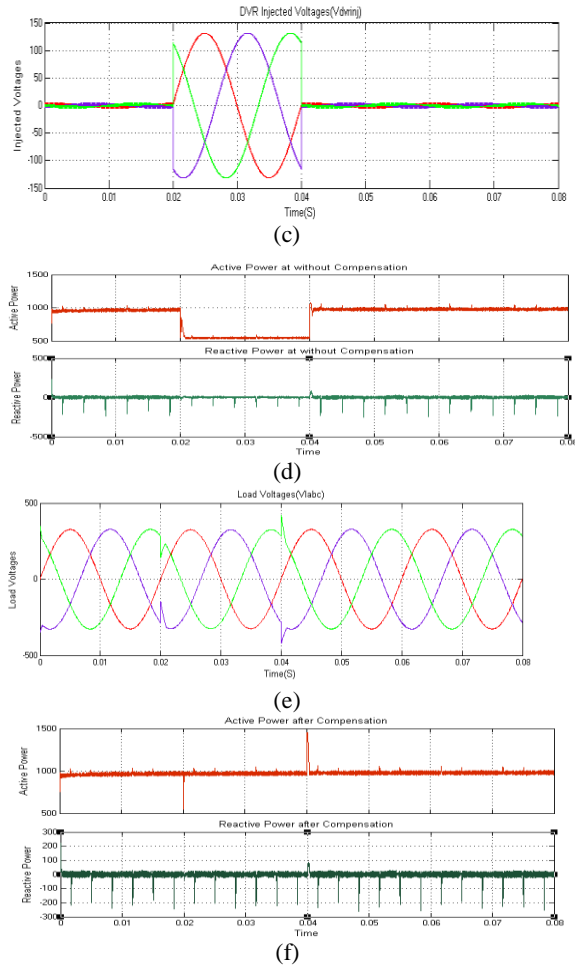 DVR Injected Voltages(Vdvrinj)
Injected Voltages
150
100
50
0
-50
-100
-150
0 0.01 0.02 0.03 0.04 0.05 0.06 0.07 0.08
Time(S)
(c)
Active Power at without Compensation
Active Power
1500
1000
500
Reactive Power at without Compensation
Reactive Power
500
0
-500
0 0.01 0.02 0.03 0.04 0.05 0.06 0.07 0.08
Time
(d)
Load Voltages(Vlabc)
Load Voltages
500
0
-500
0 0.01 0.02 0.03 0.04 0.05 0.06 0.07 0.08
Time(S)
(e)
Active Power after Compensation
Active Power
1500
1000
500
Reactive Power after Compensation
Reactive Power
300
200
100
0
-100
-200
-300
0 0.01 0.02 0.03 0.04 0.05 0.06 0.07 0.08
Time
(f)